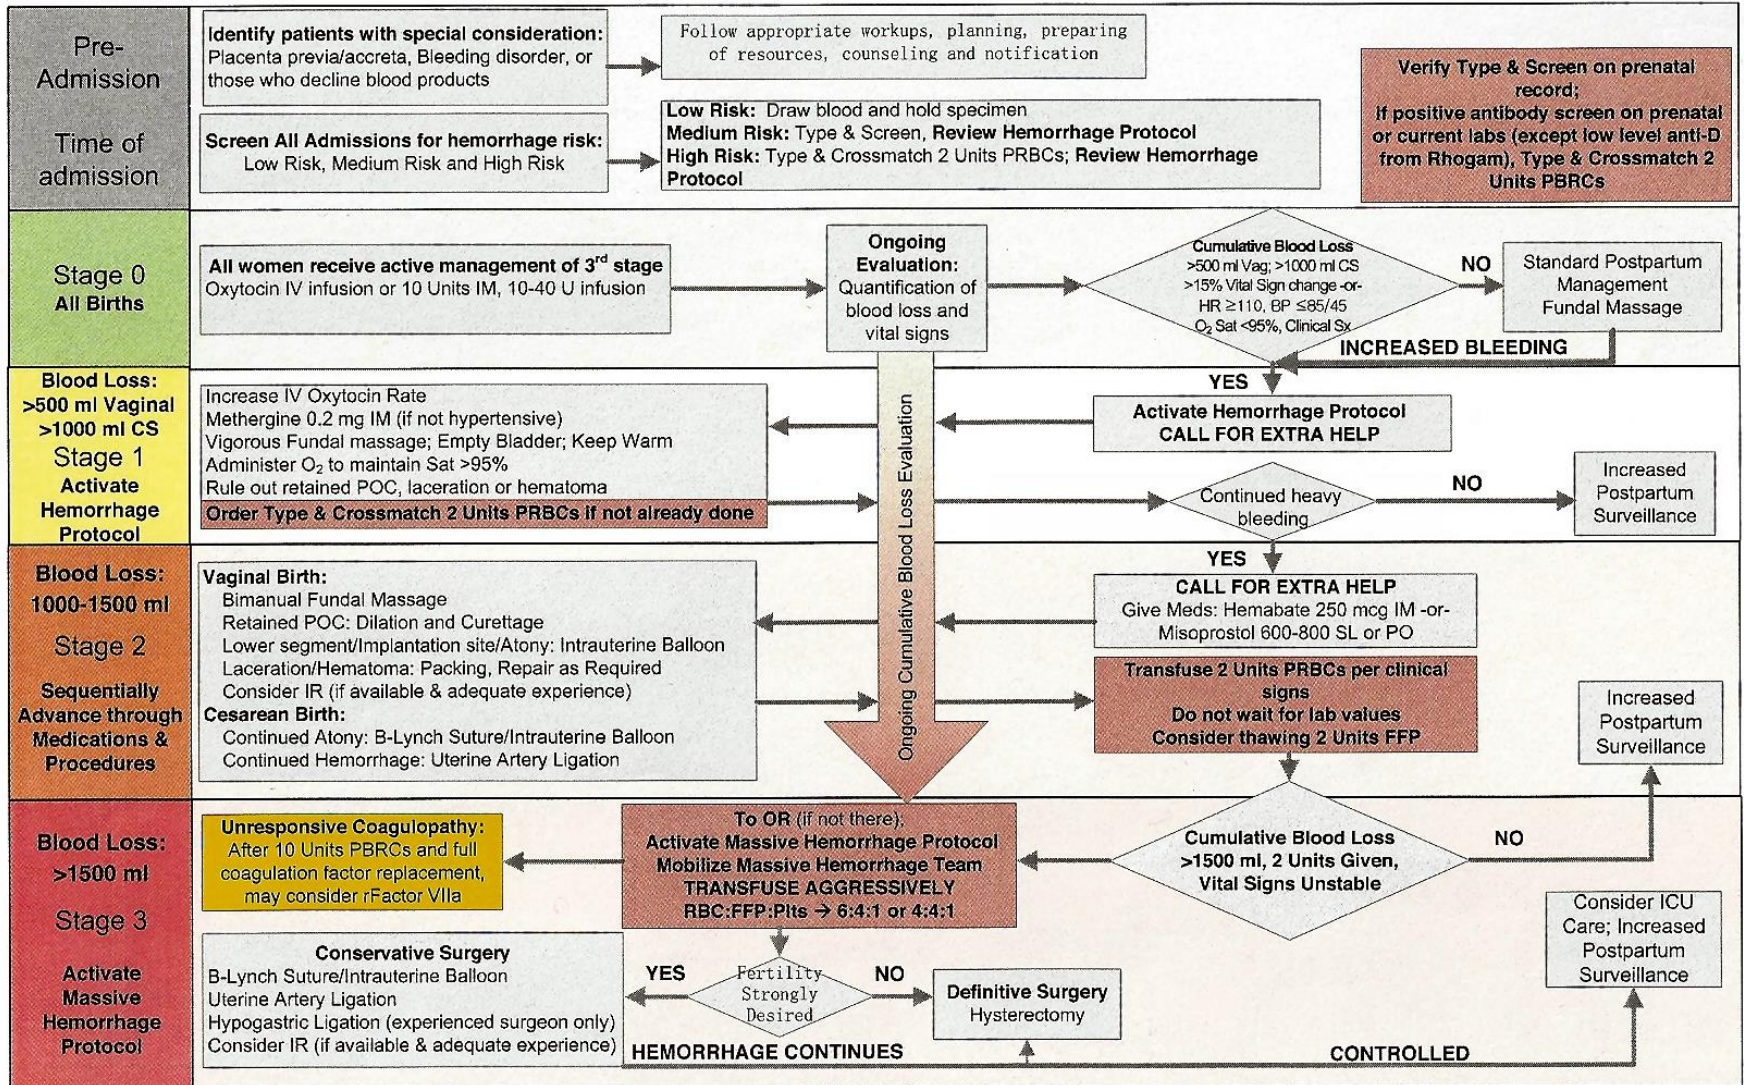 Pre-
Admission
Time of
admission
Identify patients with special consideration:
Placenta previa/accreta, Bleeding disorder, or
those who decline blood products
Follow appropriate workups, planning, preparing
of resources, counseling and notification
Screen All Admissions for hemorrhage risk:
Low Risk, Medium Risk and High Risk
Low Risk: Draw blood and hold specimen
Medium Risk: Type & Screen, Review Hemorrhage Protocol
High Risk: Type & Crossmatch 2 Units PRBCs; Review Hemorrhage
Protocol
Verify Type & Screen on prenatal
record;
If positive antibody screen on prenatal
or current labs (except low level anti-D
from Rhogam), Type & Crossmatch 2
Units PBRCs
Stage 0
All Births
All women receive active management of 3rd stage
Oxytocin IV infusion or 10 Units IM, 10-40 U infusion
Ongoing
Evaluation:
Quantification of
blood loss and
vital signs
Cumulative Blood Loss
>500 ml Vag; >1000 ml CS
>15% Vital Sign change -or-
HR ≥110, BP ≤85/45
O2 Sat <95%, Clinical Sx
NO
Standard Postpartum
Management
Fundal Massage
INCREASED BLEEDING
YES
Blood Loss:
>500 ml Vaginal
>1000 ml CS
Stage 1
Activate
Hemorrhage
Protocol
Increase IV Oxytocin Rate
Methergine 0.2 mg IM (if not hypertensive)
Vigorous Fundal massage; Empty Bladder; Keep Warm
Administer O2 to maintain Sat >95%
Rule out retained POC, laceration or hematoma
Order Type & Crossmatch 2 Units PRBCs if not already done
Ongoing Cumulative Blood Loss Evaluation
Activate Hemorrhage Protocol
CALL FOR EXTRA HELP
Continued heavy
bleeding
NO
Increased
Postpartum
Surveillance
YES
Blood Loss:
1000-1500 ml
Stage 2
Sequentially
Advance through
Medications &
Procedures
Vaginal Birth:
Bimanual Fundal Massage
Retained POC: Dilation and Curettage
Lower segment/Implantation site/Atony: Intrauterine Balloon
Laceration/Hematoma: Packing, Repair as Required
Consider IR (if available & adequate experience)
Cesarean Birth:
Continued Atony: B-Lynch Suture/Intrauterine Balloon
Continued Hemorrhage: Uterine Artery Ligation
CALL FOR EXTRA HELP
Give Meds: Hemabate 250 mcg IM -or-
Misoprostol 600-800 SL or PO
Transfuse 2 Units PRBCs per clinical
signs
Do not wait for lab values
Consider thawing 2 Units FFP
Increased
Postpartum
Surveillance
Blood Loss:
>1500 ml
Stage 3
Activate
Massive
Hemorrhage
Protocol
Unresponsive Coagulopathy:
After 10 Units PBRCs and full
coagulation factor replacement,
may consider rFactor VIIa
To OR (if not there);
Activate Massive Hemorrhage Protocol
Mobilize Massive Hemorrhage Team
TRANSFUSE AGGRESSIVELY
RBC:FFP:Plts → 6:4:1 or 4:4:1
Cumulative Blood Loss
>1500 ml, 2 Units Given,
Vital Signs Unstable
NO
Consider ICU
Care; Increased
Postpartum
Surveillance
Conservative Surgery
B-Lynch Suture/Intrauterine Balloon
Uterine Artery Ligation
Hypogastric Ligation (experienced surgeon only)
Consider IR (if available & adequate experience)
YES
Fertility
Strongly
Desired
NO
Definitive Surgery
Hysterectomy
HEMORRHAGE CONTINUES
CONTROLLED